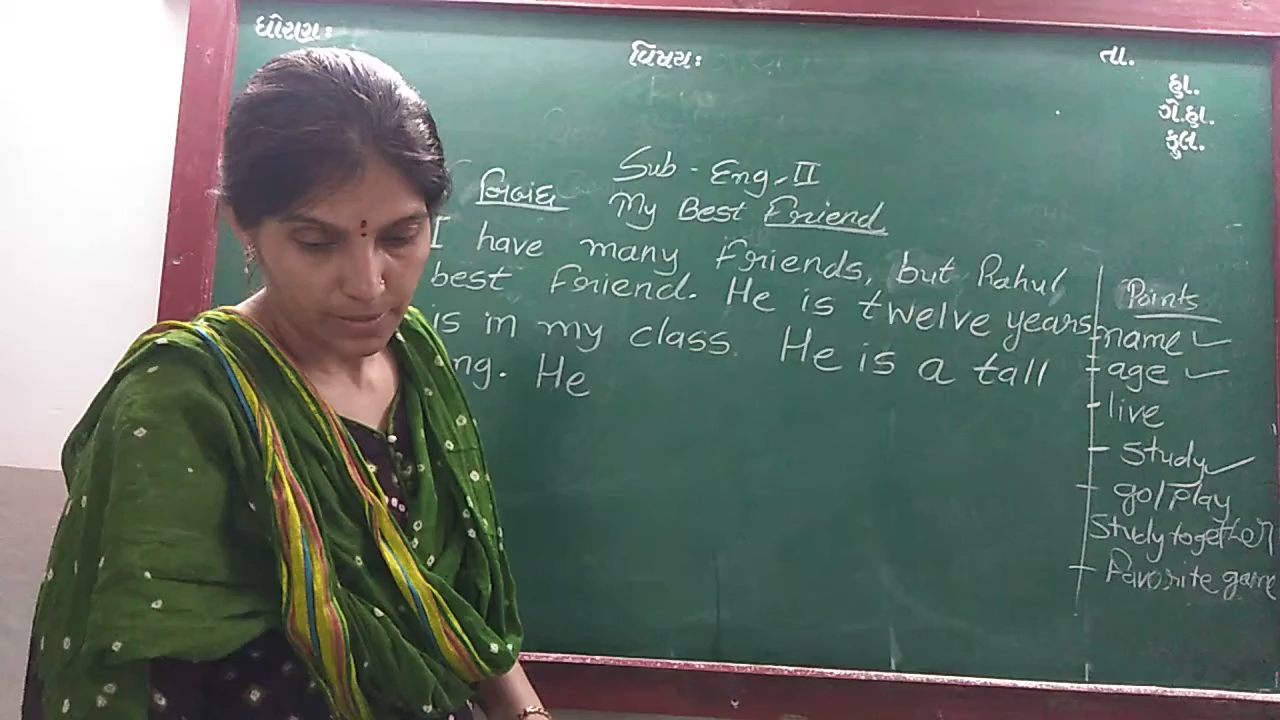 ધોરણ:
વિષય:
તા.
હા.
ગે.હા.
કુલ.
Sub - Eng - II
નિબંધ My Best Friend
I have many Friends, but Rahul
best Friend. He is twelve years
is in my class. He is a tall
ng. He
Points
- name ✓
- age ✓
- live
- Study ✓
- go/Play
Study together
- Favorite game